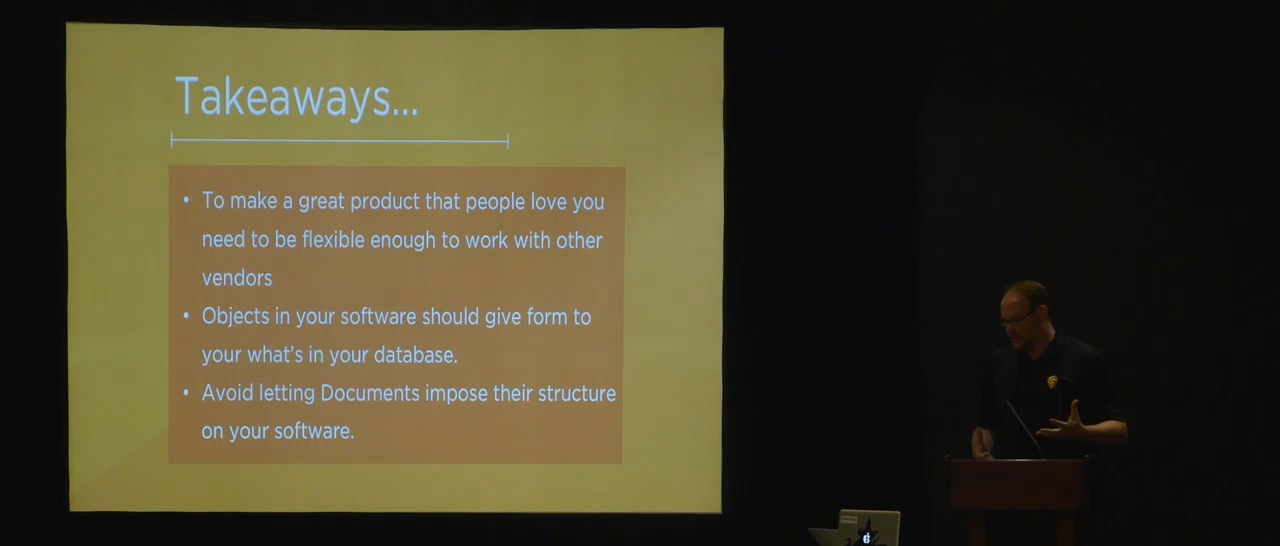 Takeaways...
• To make a great product that people love you
need to be flexible enough to work with other
vendors
• Objects in your software should give form to
your what's in your database.
• Avoid letting Documents impose their structure
on your software.